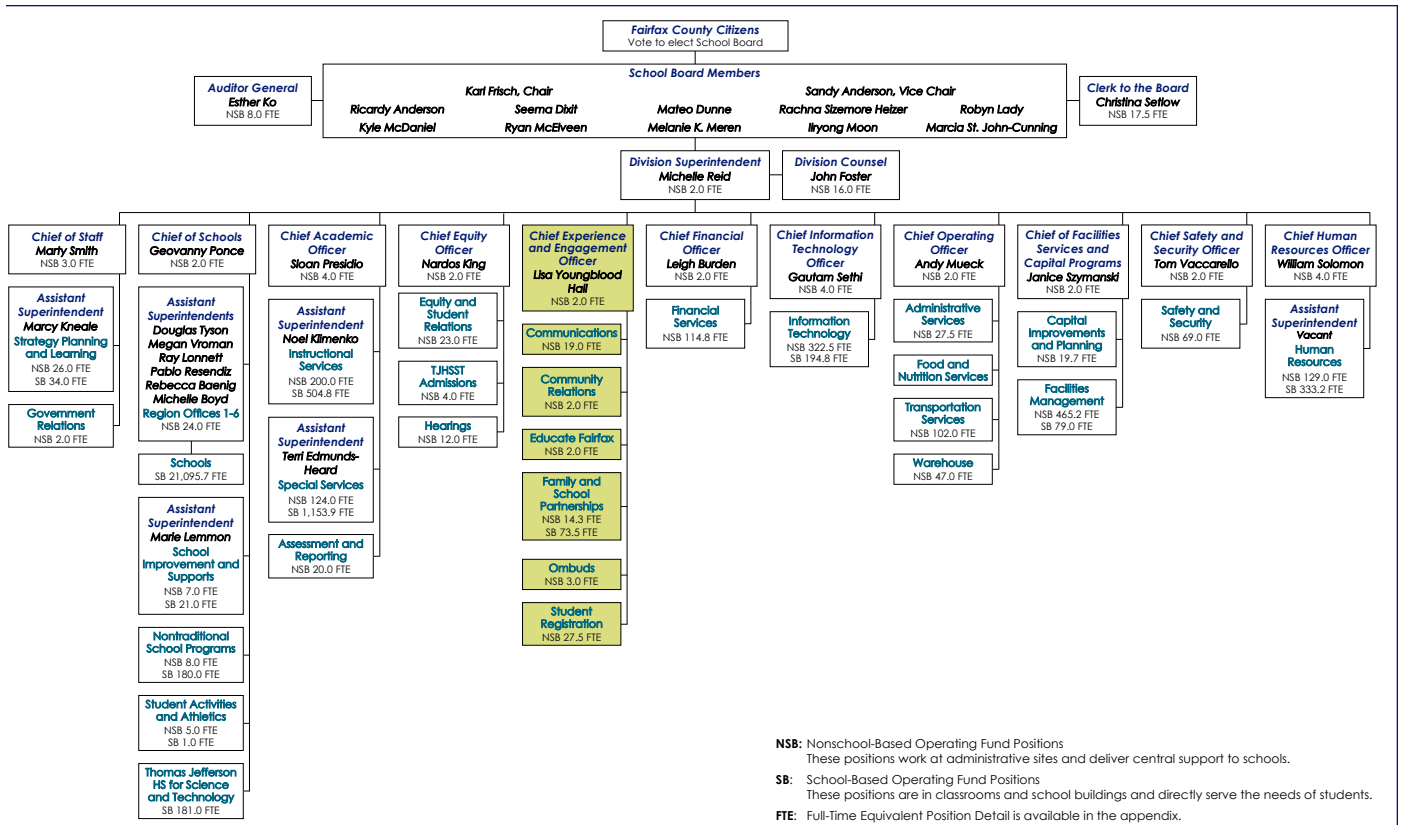 Fairfax County Citizens
Vote to elect School Board
Auditor General
Esther Ko
NSB 8.0 FTE
School Board Members
Karl Frisch, Chair
Sandy Anderson, Vice Chair
Ricardy Anderson
Seema Dixit
Mateo Dunne
Rachna Sizemore Heizer
Robyn Lady
Kyle McDaniel
Ryan McElveen
Melanie K. Meren
Ilryong Moon
Marcia St. John-Cunning
Clerk to the Board
Christina Setlow
NSB 17.5 FTE
Division Superintendent
Michelle Reid
NSB 2.0 FTE
Division Counsel
John Foster
NSB 16.0 FTE
Chief of Staff
Marty Smith
NSB 3.0 FTE
Assistant
Superintendent
Marcy Kneale
Strategy Planning
and Learning
NSB 26.0 FTE
SB 34.0 FTE
Government
Relations
NSB 2.0 FTE
Chief of Schools
Geovanny Ponce
NSB 2.0 FTE
Assistant
Superintendents
Douglas Tyson
Megan Vroman
Ray Lonnett
Pablo Resendiz
Rebecca Baenig
Michelle Boyd
Region Offices 1-6
NSB 24.0 FTE
Schools
SB 21,095.7 FTE
Assistant
Superintendent
Marie Lemmon
School
Improvement and
Supports
NSB 7.0 FTE
SB 21.0 FTE
Nontraditional
School Programs
NSB 8.0 FTE
SB 180.0 FTE
Student Activities
and Athletics
NSB 5.0 FTE
SB 1.0 FTE
Thomas Jefferson
HS for Science
and Technology
SB 181.0 FTE
Chief Academic
Officer
Sloan Presidio
NSB 4.0 FTE
Assistant
Superintendent
Noel Klimenko
Instructional
Services
NSB 200.0 FTE
SB 504.8 FTE
Assistant
Superintendent
Terri Edmunds-
Heard
Special Services
NSB 124.0 FTE
SB 1,153.9 FTE
Assessment and
Reporting
NSB 20.0 FTE
Chief Equity
Officer
Nardos King
NSB 2.0 FTE
Equity and
Student
Relations
NSB 23.0 FTE
TJHSST
Admissions
NSB 4.0 FTE
Hearings
NSB 12.0 FTE
Chief Experience
and Engagement
Officer
Lisa Youngblood
Hall
NSB 2.0 FTE
Communications
NSB 19.0 FTE
Community
Relations
NSB 2.0 FTE
Educate Fairfax
NSB 2.0 FTE
Family and
School
Partnerships
NSB 14.3 FTE
SB 73.5 FTE
Ombuds
NSB 3.0 FTE
Student
Registration
NSB 27.5 FTE
Chief Financial
Officer
Leigh Burden
NSB 2.0 FTE
Financial
Services
NSB 114.8 FTE
Chief Information
Technology
Officer
Gautam Sethi
NSB 4.0 FTE
Information
Technology
NSB 322.5 FTE
SB 194.8 FTE
Chief Operating
Officer
Andy Mueck
NSB 2.0 FTE
Administrative
Services
NSB 27.5 FTE
Food and
Nutrition Services
Transportation
Services
NSB 102.0 FTE
Warehouse
NSB 47.0 FTE
Chief of Facilities
Services and
Capital Programs
Janice Szymanski
NSB 2.0 FTE
Capital
Improvements
and Planning
NSB 19.7 FTE
Facilities
Management
NSB 465.2 FTE
SB 79.0 FTE
Chief Safety and
Security Officer
Tom Vaccarello
NSB 2.0 FTE
Safety and
Security
NSB 69.0 FTE
Chief Human
Resources Officer
William Solomon
NSB 4.0 FTE
Assistant
Superintendent
Vacant
Human
Resources
NSB 129.0 FTE
SB 333.2 FTE
NSB: Nonschool-Based Operating Fund Positions
These positions work at administrative sites and deliver central support to schools.
SB: School-Based Operating Fund Positions
These positions are in classrooms and school buildings and directly serve the needs of students.
FTE: Full-Time Equivalent Position Detail is available in the appendix.